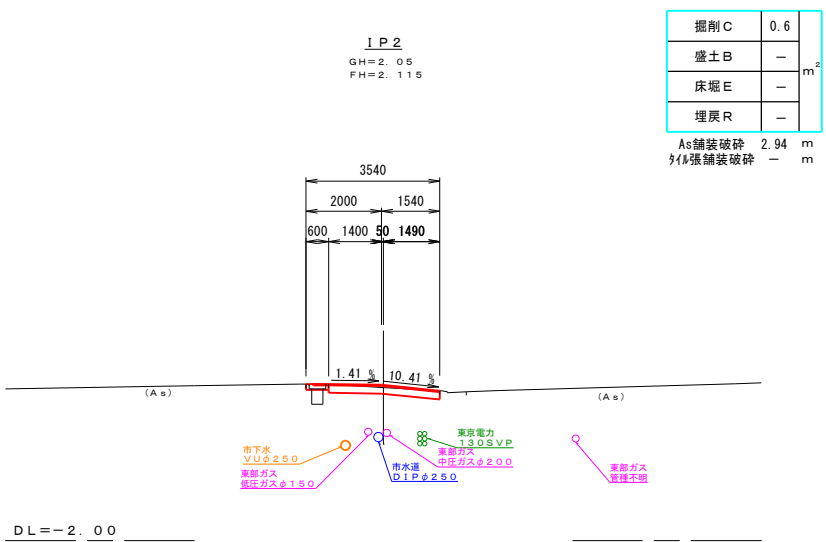 ＩＰ２
ＧＨ＝２．０５
ＦＨ＝２．１１５
掘削Ｃ 0.6
盛土Ｂ －
床堀Ｅ －
埋戻Ｒ －
m²
As舗装破砕 2.94 m
ﾀｲﾙ張舗装破砕 － m
3540
2000 1540
600 1400 50 1490
1.41 %
10.41 %
(Ａｓ)
(Ａｓ)
東京電力
１３０ＳＶＰ
市下水
ＶＵφ２５０
東部ガス
中圧ガスφ２００
東部ガス
低圧ガスφ１５０
市水道
ＤＩＰφ２５０
東部ガス
管種不明
ＤＬ＝－２．００